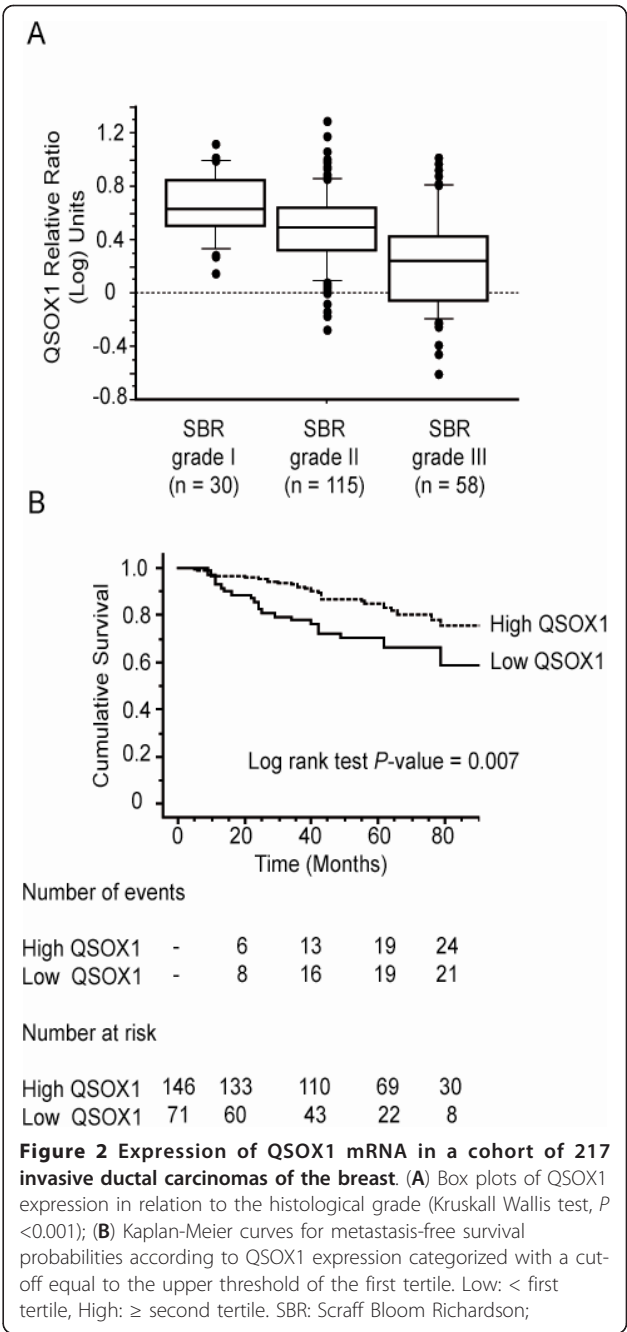 A
QSOX1 Relative Ratio
(Log) Units
1.2
0.8
0.4
0
-0.4
-0.8
SBR SBR SBR
grade I grade II grade III
(n = 30) (n = 115) (n = 58)
B
Cumulative Survival
1.0
0.8
0.6
0.4
0.2
0
High QSOX1
Low QSOX1
Log rank test P-value = 0.007
0 20 40 60 80
Time (Months)
Number of events
High QSOX1 - 6 13 19 24
Low QSOX1 - 8 16 19 21
Number at risk
High QSOX1 146 133 110 69 30
Low QSOX1 71 60 43 22 8
Figure 2 Expression of QSOX1 mRNA in a cohort of 217
invasive ductal carcinomas of the breast. (A) Box plots of QSOX1
expression in relation to the histological grade (Kruskall Wallis test, P
<0.001); (B) Kaplan-Meier curves for metastasis-free survival
probabilities according to QSOX1 expression categorized with a cut-
off equal to the upper threshold of the first tertile. Low: < first
tertile, High: ≥ second tertile. SBR: Scraff Bloom Richardson;